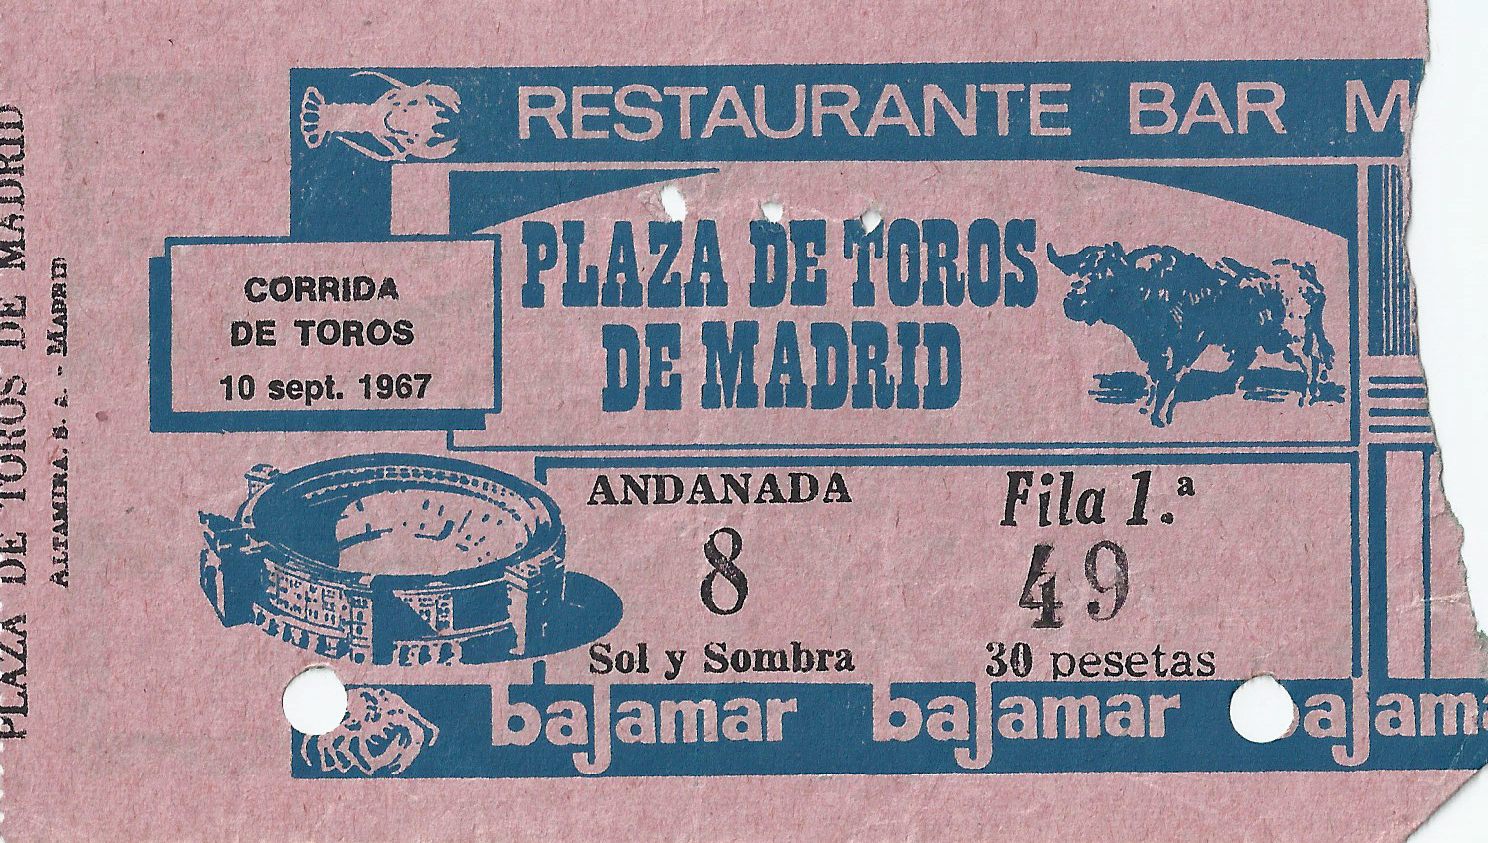 PLAZA DE TOROS DE MADRID
ALTAMIRA, S. A. - MADRID
RESTAURANTE BAR M
PLAZA DE TOROS
DE MADRID
CORRIDA
DE TOROS
10 sept. 1967
ANDANADA
8
Sol y Sombra
Fila 1.ª
49
30 pesetas
bajamar bajamar bajam